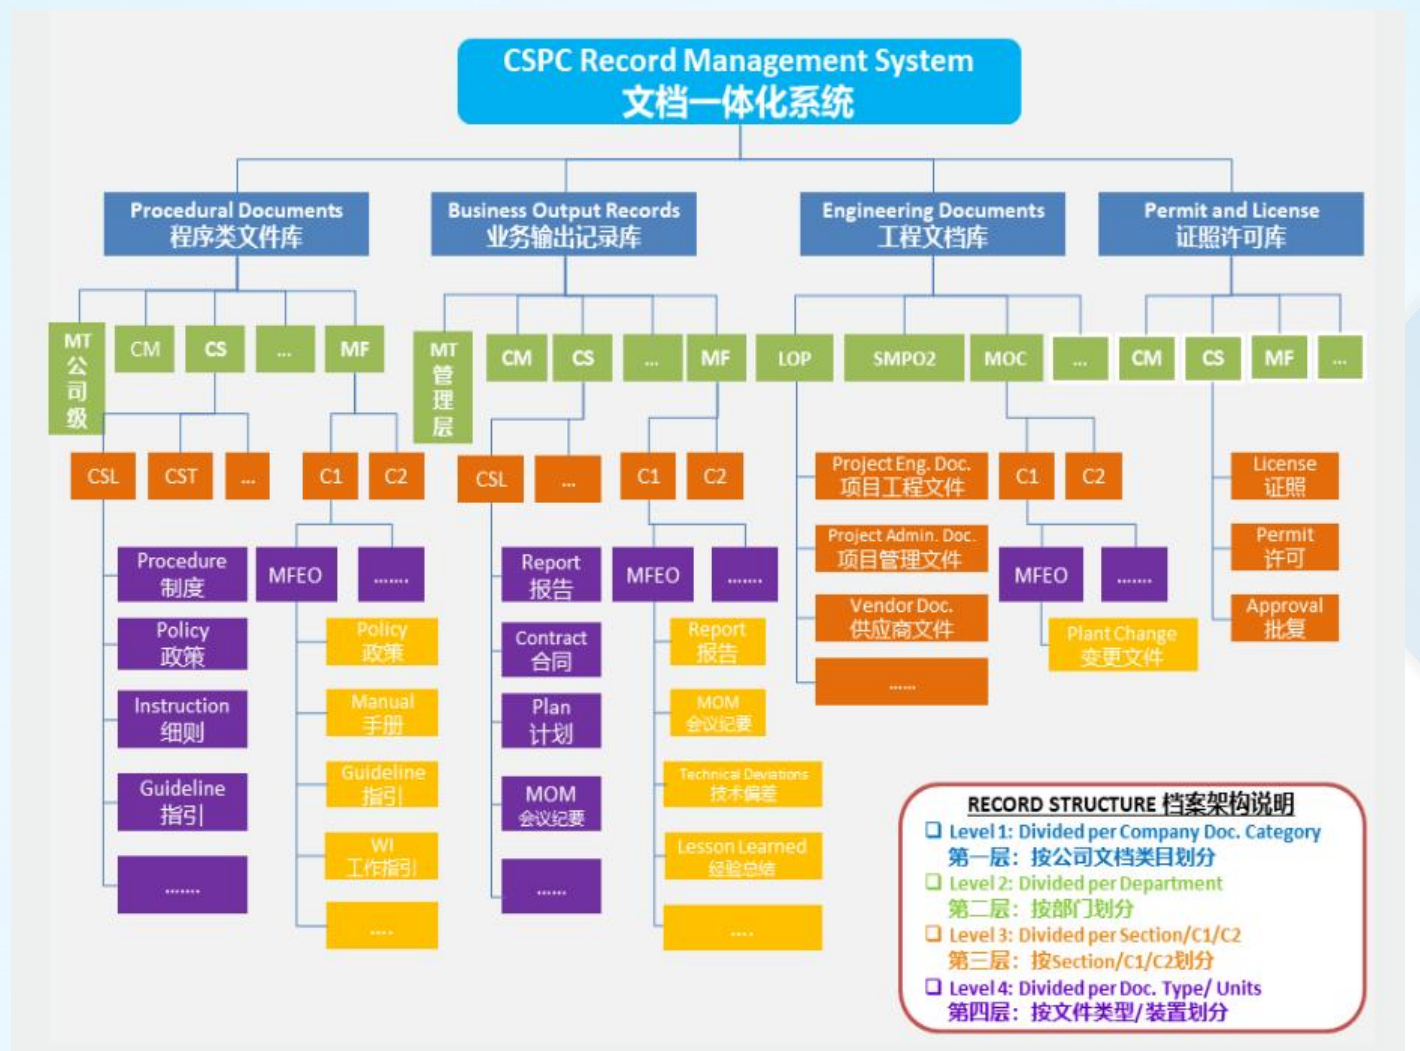 CSPC Record Management System
文档一体化系统
Procedural Documents
程序类文件库
Business Output Records
业务输出记录库
Engineering Documents
工程文档库
Permit and License
证照许可库
MT
公
司
级
CM
CS
...
MF
MT
管
理
层
CM
CS
...
MF
LOP
SMPO2
MOC
...
CM
CS
MF
...
CSL
CST
...
C1
C2
CSL
...
C1
C2
Project Eng. Doc.
项目工程文件
Project Admin. Doc.
项目管理文件
Vendor Doc.
供应商文件
......
C1
C2
License
证照
Permit
许可
Approval
批复
Procedure
制度
Policy
政策
Instruction
细则
Guideline
指引
.......
MFEO
.......
Policy
政策
Manual
手册
Guideline
指引
WI
工作指引
....
Report
报告
Contract
合同
Plan
计划
MOM
会议纪要
......
MFEO
.......
Report
报告
MOM
会议纪要
Technical Deviations
技术偏差
Lesson Learned
经验总结
....
MFEO
.......
Plant Change
变更文件
RECORD STRUCTURE 档案架构说明
Level 1: Divided per Company Doc. Category
第一层：按公司文档类目划分
Level 2: Divided per Department
第二层：按部门划分
Level 3: Divided per Section/C1/C2
第三层：按Section/C1/C2划分
Level 4: Divided per Doc. Type/ Units
第四层：按文件类型/装置划分